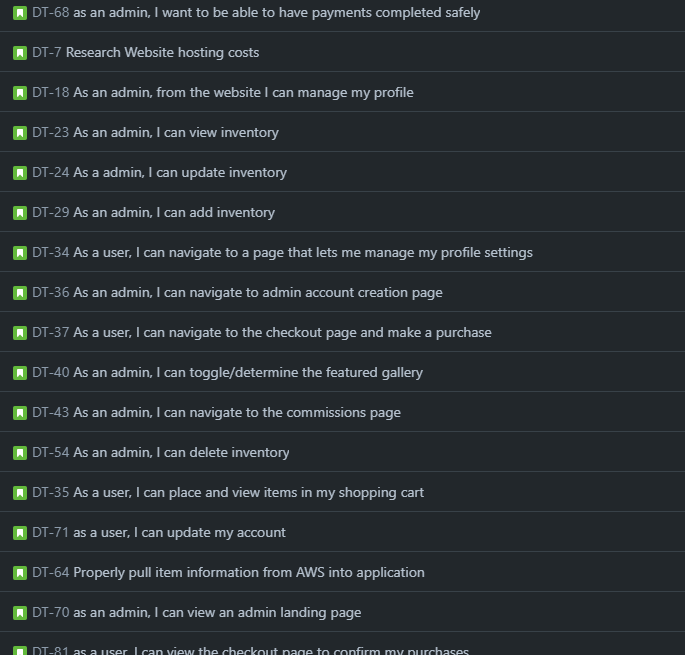 DT-68 as an admin, I want to be able to have payments completed safely
DT-7 Research Website hosting costs
DT-18 As an admin, from the website I can manage my profile
DT-23 As an admin, I can view inventory
DT-24 As a admin, I can update inventory
DT-29 As an admin, I can add inventory
DT-34 As a user, I can navigate to a page that lets me manage my profile settings
DT-36 As an admin, I can navigate to admin account creation page
DT-37 As a user, I can navigate to the checkout page and make a purchase
DT-40 As an admin, I can toggle/determine the featured gallery
DT-43 As an admin, I can navigate to the commissions page
DT-54 As an admin, I can delete inventory
DT-35 As a user, I can place and view items in my shopping cart
DT-71 as a user, I can update my account
DT-64 Properly pull item information from AWS into application
DT-70 as an admin, I can view an admin landing page
DT-81 as a user, I can view the checkout page to confirm my purchases